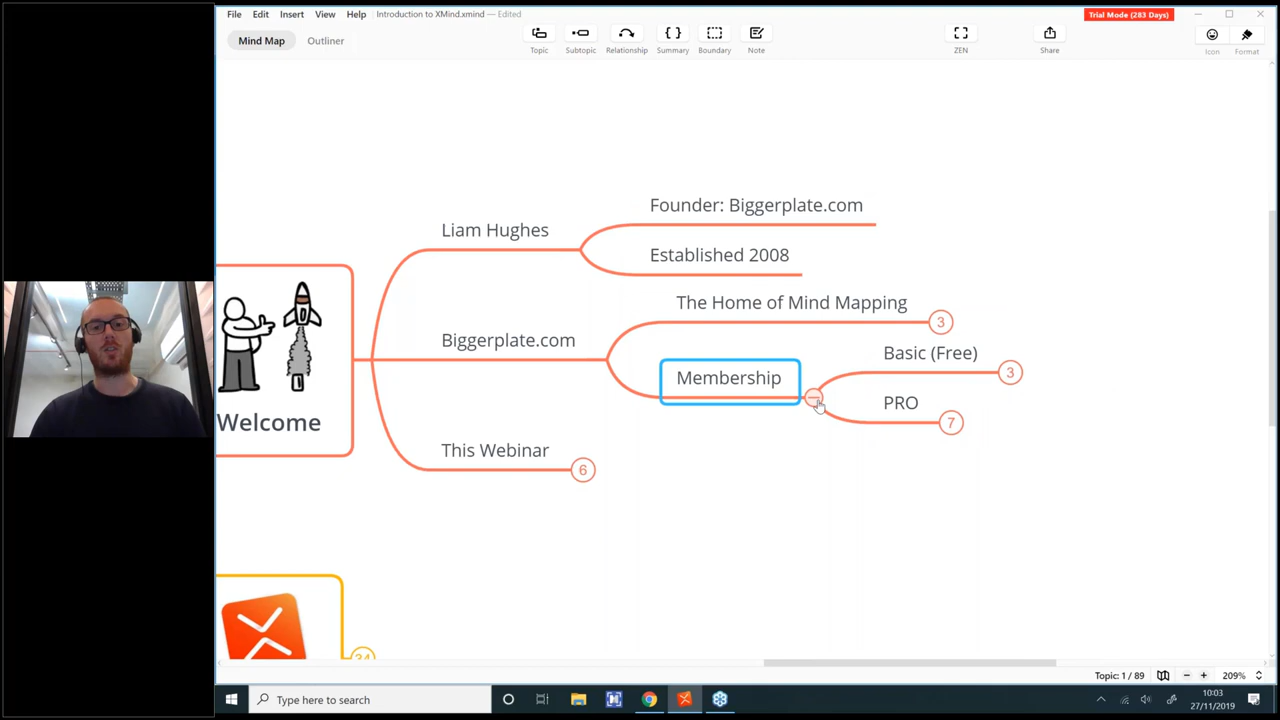 File Edit Insert View Help Introduction to XMind.xmind — Edited Trial Mode (283 Days)
Mind Map Outliner
Topic Subtopic Relationship Summary Boundary Note ZEN Share Icon Format
Founder: Biggerplate.com
Liam Hughes
Established 2008
The Home of Mind Mapping 3
Biggerplate.com
Basic (Free) 3
Membership
PRO 7
Welcome
This Webinar 6
34
Topic: 1 / 89 209%
Type here to search
10:03
27/11/2019